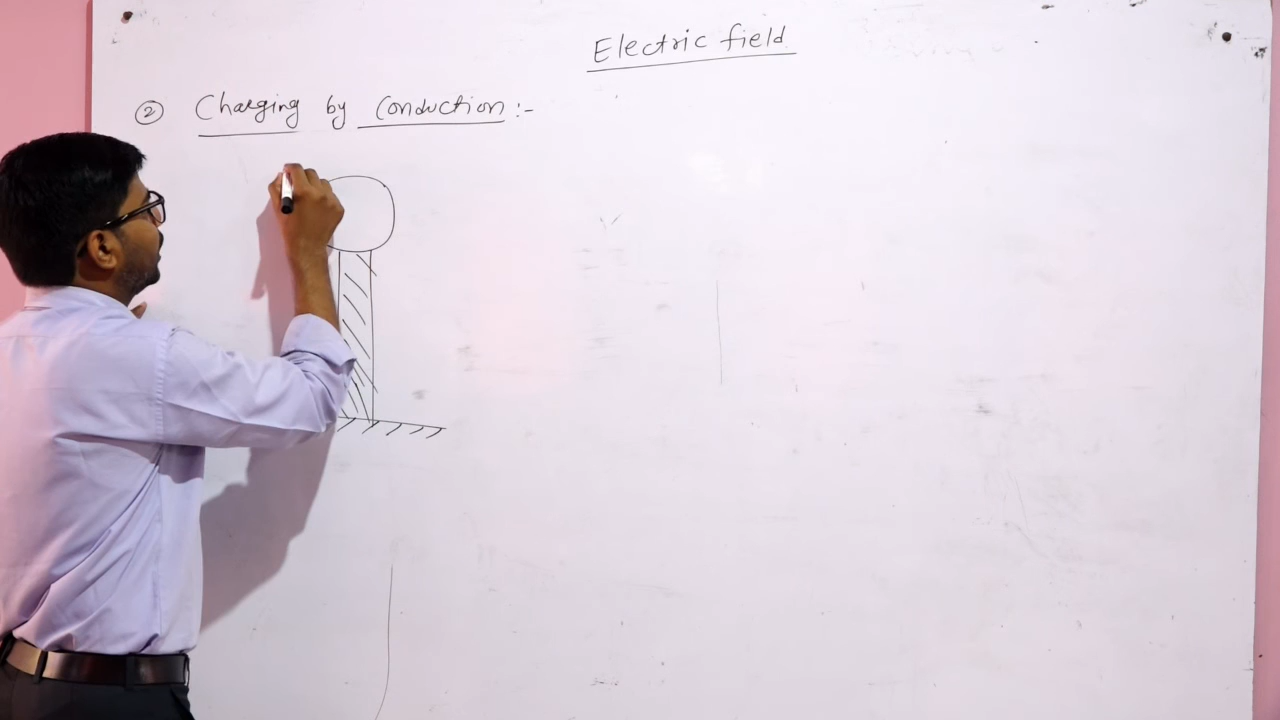 Electric field
② Charging by Conduction :-